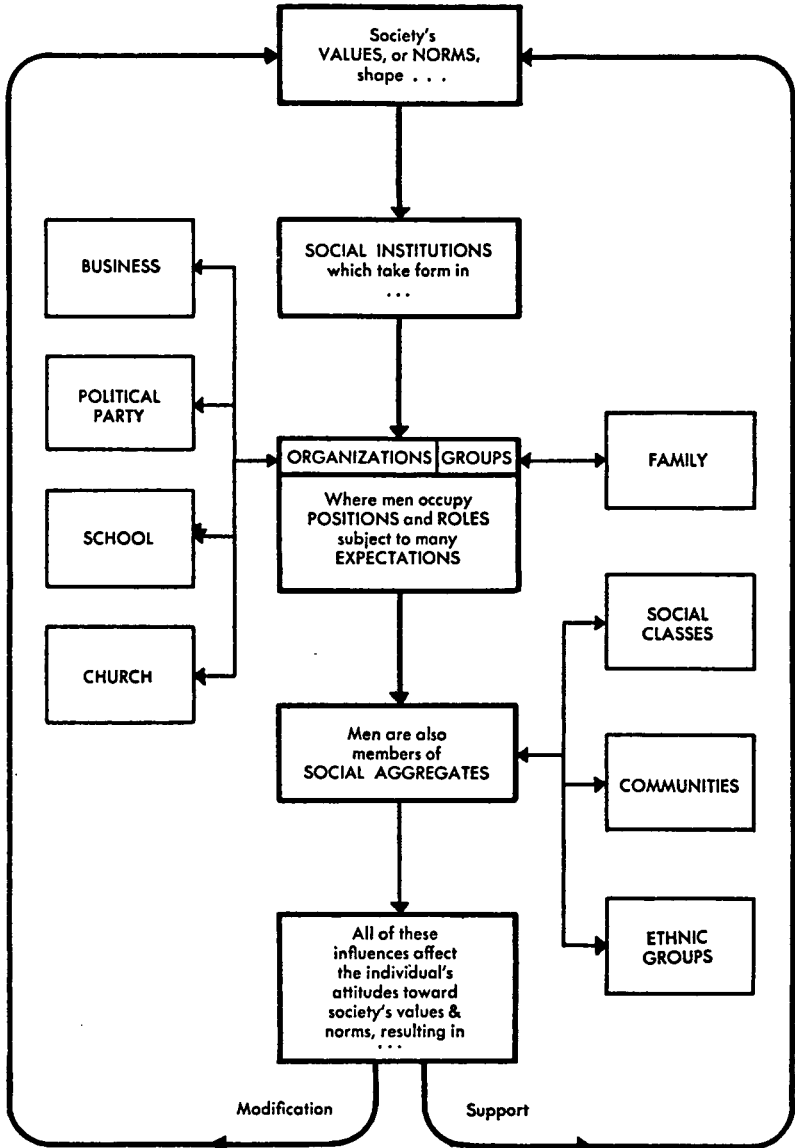 Society's
VALUES, or NORMS,
shape . . .
SOCIAL INSTITUTIONS
which take form in
. . .
BUSINESS
POLITICAL
PARTY
SCHOOL
CHURCH
ORGANIZATIONS GROUPS
Where men occupy
POSITIONS and ROLES
subject to many
EXPECTATIONS
FAMILY
Men are also
members of
SOCIAL AGGREGATES
SOCIAL
CLASSES
COMMUNITIES
ETHNIC
GROUPS
All of these
influences affect
the individual's
attitudes toward
society's values &
norms, resulting in
. . .
Modification
Support